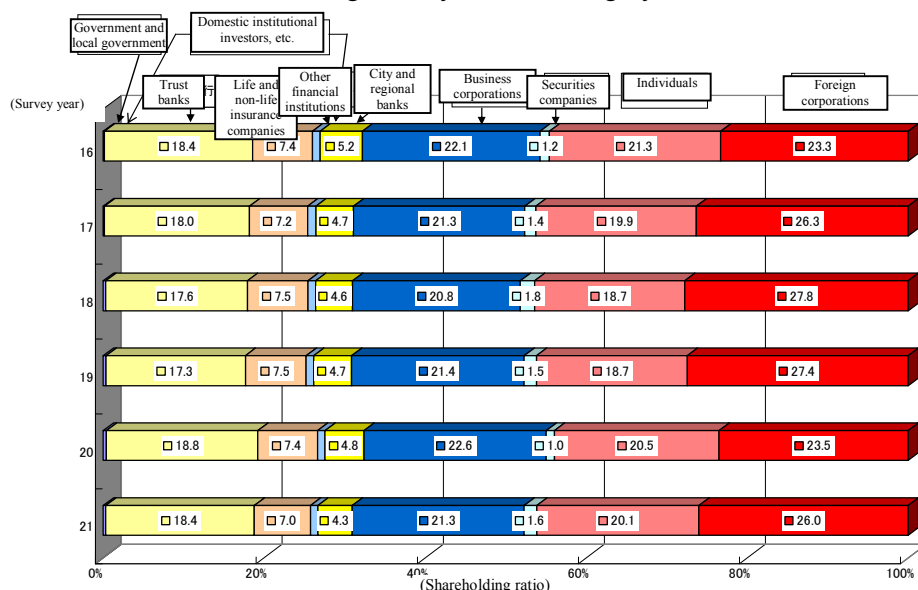 Government and
local government
Domestic institutional
investors, etc.
Trust
banks
行
Life and
non-life
insurance
companies
Other
financial
institutions
City and
regional
banks
Business
corporations
Securities
companies
Individuals
Foreign
corporations
(Survey year)
16
18.4
7.4
5.2
22.1
1.2
21.3
23.3
17
18.0
7.2
4.7
21.3
1.4
19.9
26.3
18
17.6
7.5
4.6
20.8
1.8
18.7
27.8
19
17.3
7.5
4.7
21.4
1.5
18.7
27.4
20
18.8
7.4
4.8
22.6
1.0
20.5
23.5
21
18.4
7.0
4.3
21.3
1.6
20.1
26.0
0%
20%
40%
60%
80%
100%
(Shareholding ratio)